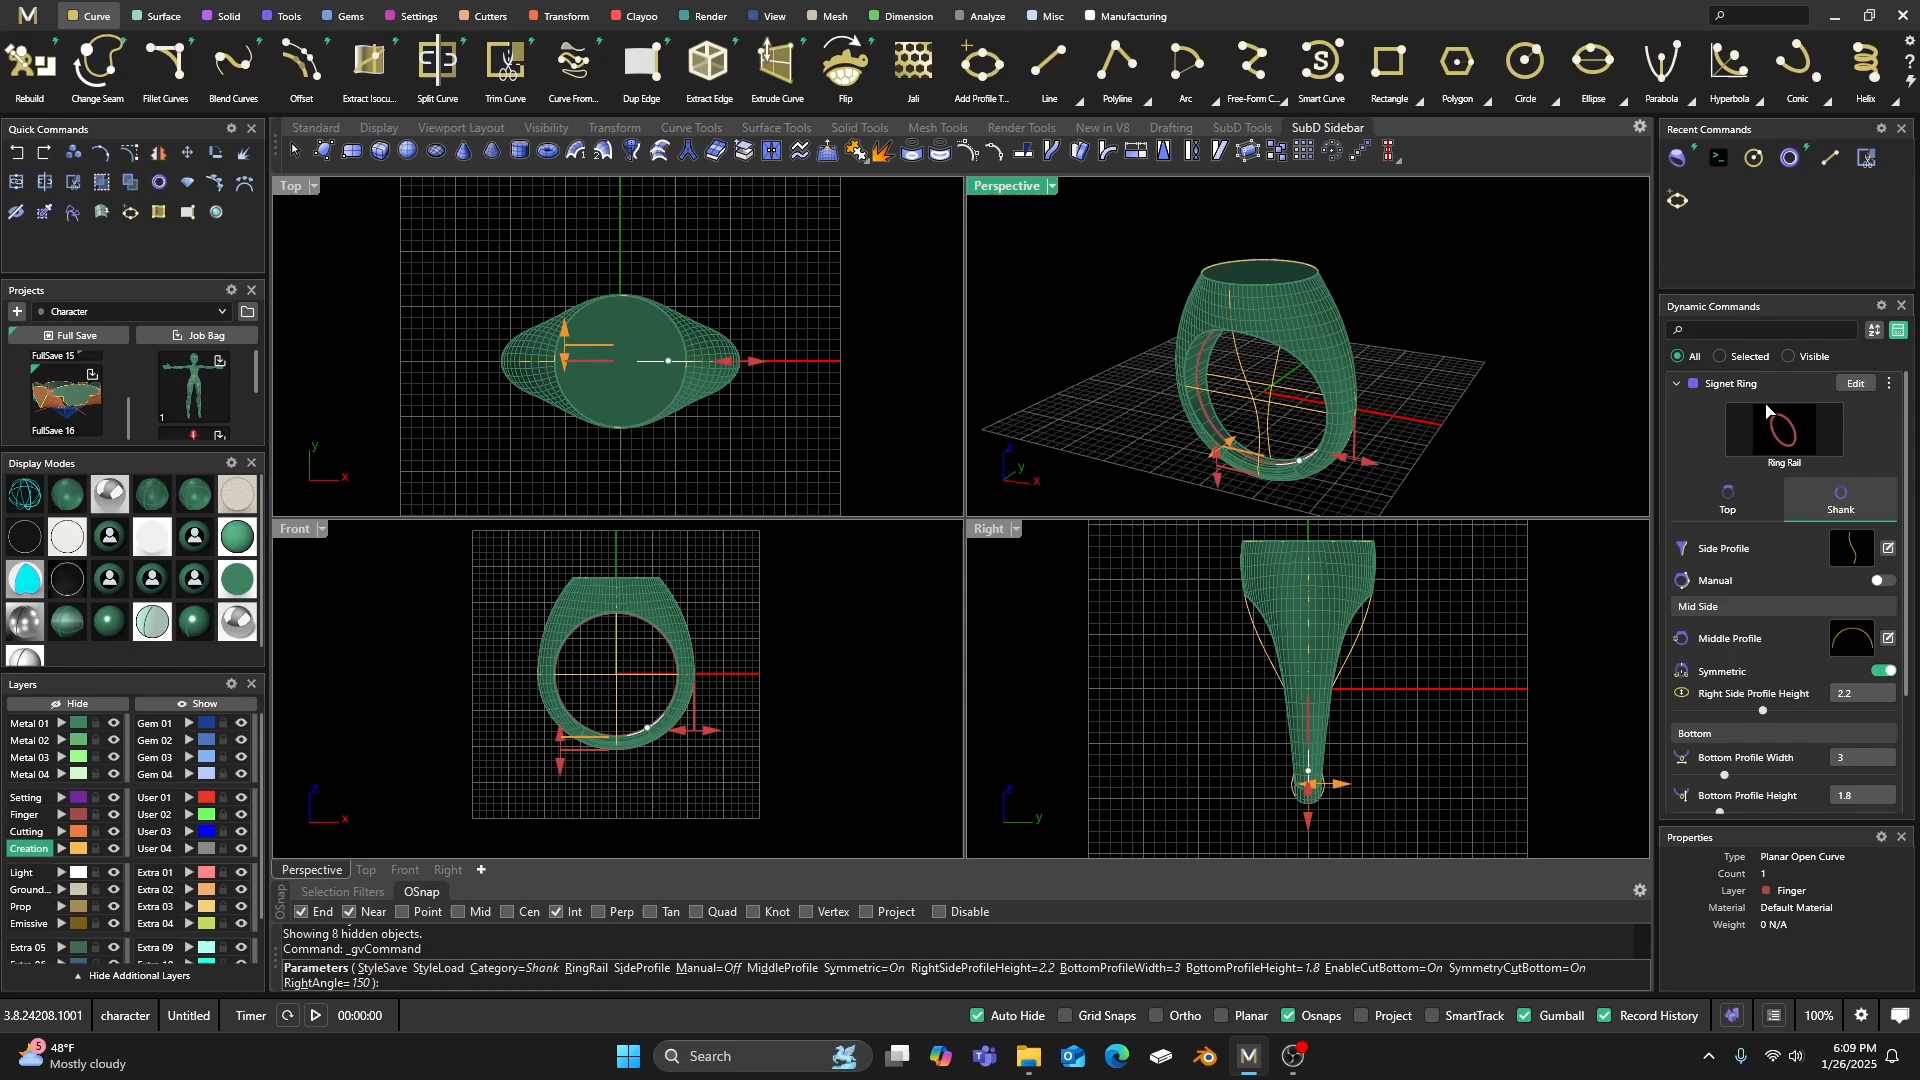 Curve Surface Solid Tools Gems Settings Cutters Transform Clayoo Render View Mesh Dimension Analyze Misc Manufacturing
Rebuild Change Seam Fillet Curves Blend Curves Offset Extract Isocu... Split Curve Trim Curve Curve From... Dup Edge Extract Edge Extrude Curve Flip Jali Add Profile T... Line Polyline Arc Free-Form C... Smart Curve Rectangle Polygon Circle Ellipse Parabola Hyperbola Conic Helix
Quick Commands
Standard Display Viewport Layout Visibility Transform Curve Tools Surface Tools Solid Tools Mesh Tools Render Tools New in V8 Drafting SubD Tools SubD Sidebar
Recent Commands
Top
Perspective
Projects
Character
Full Save Job Bag
FullSave 15
FullSave 16
1
Dynamic Commands
All Selected Visible
Signet Ring Edit
Ring Rail
Top Shank
Side Profile
Manual
Mid Side
Middle Profile
Symmetric
Right Side Profile Height 2.2
Bottom
Bottom Profile Width 3
Bottom Profile Height 1.8
Display Modes
y
x
z
y
x
Front
Right
z
x
z
y
Layers
Hide Show
Metal 01 Gem 01
Metal 02 Gem 02
Metal 03 Gem 03
Metal 04 Gem 04
Setting User 01
Finger User 02
Cutting User 03
Creation User 04
Light Extra 01
Ground... Extra 02
Prop Extra 03
Emissive Extra 04
Extra 05 Extra 09
Hide Additional Layers
Perspective Top Front Right
OSnap
Selection Filters OSnap
End Near Point Mid Cen Int Perp Tan Quad Knot Vertex Project Disable
Showing 8 hidden objects.
Command: _gvCommand
Parameters ( StyleSave StyleLoad Category=Shank RingRail SideProfile Manual=Off MiddleProfile Symmetric=On RightSideProfileHeight=2.2 BottomProfileWidth=3 BottomProfileHeight=1.8 EnableCutBottom=On SymmetryCutBottom=On
RightAngle=150 ):
Properties
Type Planar Open Curve
Count 1
Layer Finger
Material Default Material
Weight 0 N/A
3.8.24208.1001 character Untitled Timer 00:00:00 Auto Hide Grid Snaps Ortho Planar Osnaps Project SmartTrack Gumball Record History 100%
5
48°F
Mostly cloudy
Search
6:09 PM
1/26/2025